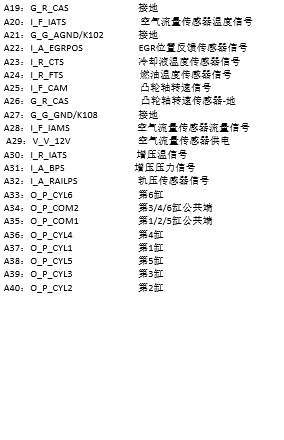 A19: G_R_CAS 接地
A20: I_F_IATS 空气流量传感器温度信号
A21: G_G_AGND/K102 接地
A22: I_A_EGRPOS EGR位置反馈传感器信号
A23: I_R_CTS 冷却液温度传感器信号
A24: I_R_FTS 燃油温度传感器信号
A25: I_F_CAM 凸轮轴转速信号
A26: G_R_CAS 凸轮轴转速传感器-地
A27: G_G_GND/K108 接地
A28: I_F_IAMS 空气流量传感器流量信号
A29: V_V_12V 空气流量传感器供电
A30: I_R_IATS 增压温信号
A31: I_A_BPS 增压压力信号
A32: I_A_RAILPS 轨压传感器信号
A33: O_P_CYL6 第6缸
A34: O_P_COM2 第3/4/6缸公共端
A35: O_P_COM1 第1/2/5缸公共端
A36: O_P_CYL4 第4缸
A37: O_P_CYL1 第1缸
A38: O_P_CYL5 第5缸
A39: O_P_CYL3 第3缸
A40: O_P_CYL2 第2缸